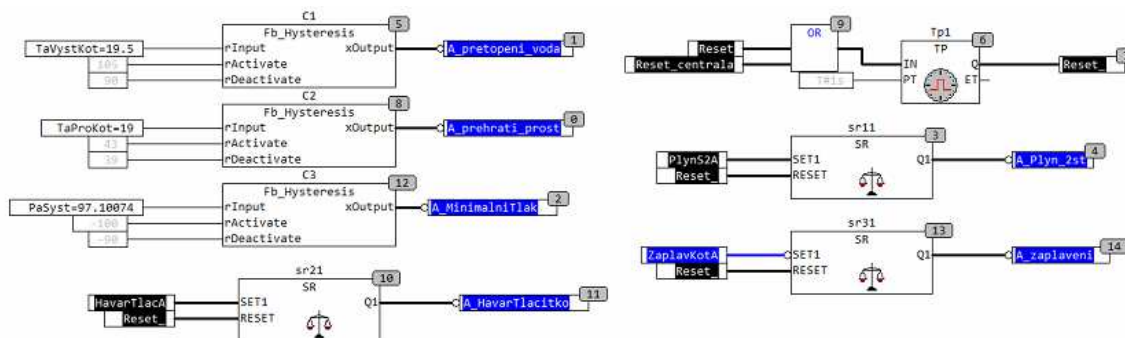 C1
5
Fb_Hysteresis
TaVystKot=19.5
rInput xOutput
A_pretopeni_voda
1
105
rActivate
90
rDeactivate
C2
8
Fb_Hysteresis
TaProKot=19
rInput xOutput
A_prehrati_prost
0
43
rActivate
39
rDeactivate
C3
12
Fb_Hysteresis
PaSyst=97.10074
rInput xOutput
A_MinimalniTlak
2
-100
rActivate
-90
rDeactivate
sr21
10
SR
HavarTlacA
SET1 Q1
A_HavarTlacitko
11
Reset_
RESET
9
OR
Reset
Reset_centrala
Tp1
6
TP
IN Q
Reset_
T#1s
PT ET
sr11
3
SR
PlynS2A
SET1 Q1
A_Plyn_2st
4
Reset_
RESET
sr31
13
SR
ZaplavKotA
SET1 Q1
A_zaplaveni
14
Reset_
RESET